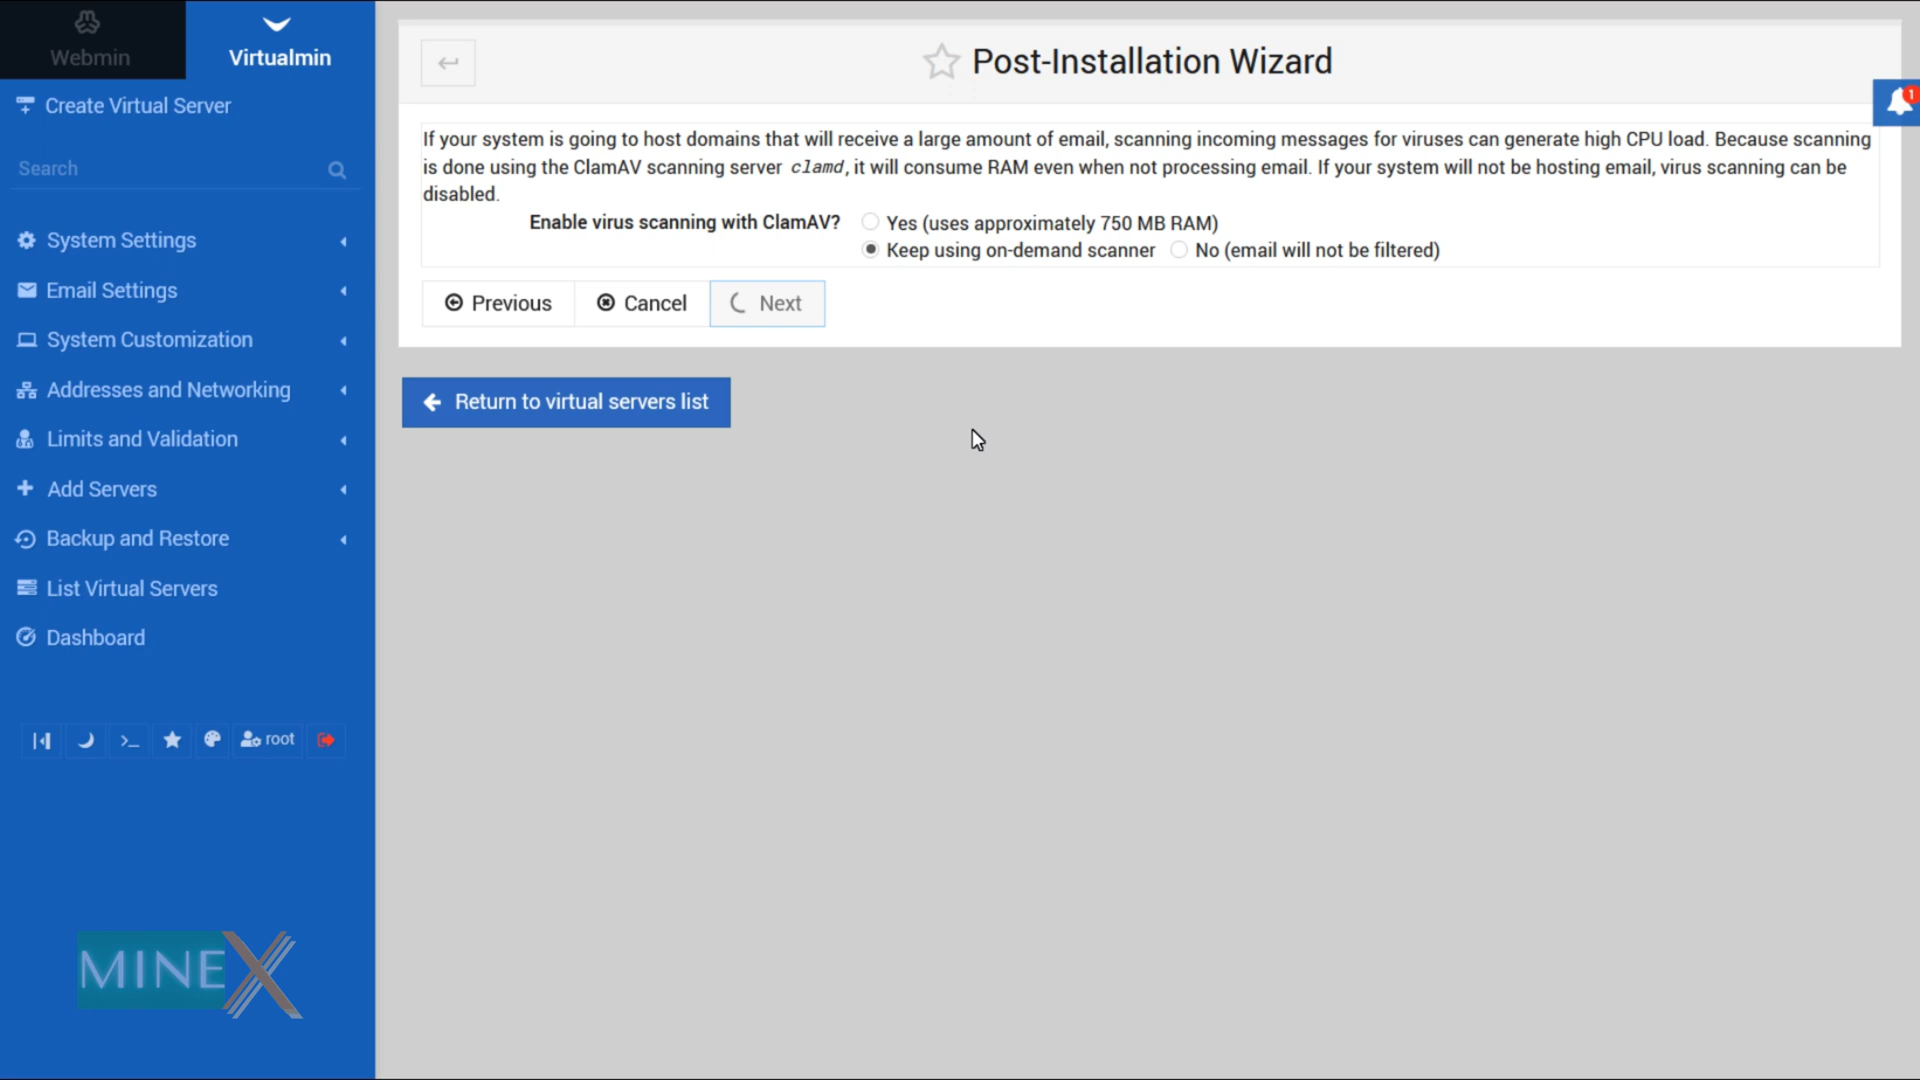 Webmin
Virtualmin
Create Virtual Server
Search
System Settings
Email Settings
System Customization
Addresses and Networking
Limits and Validation
Add Servers
Backup and Restore
List Virtual Servers
Dashboard
root
MINEX
Post-Installation Wizard
1
If your system is going to host domains that will receive a large amount of email, scanning incoming messages for viruses can generate high CPU load. Because scanning
is done using the ClamAV scanning server clamd, it will consume RAM even when not processing email. If your system will not be hosting email, virus scanning can be
disabled.
Enable virus scanning with ClamAV? Yes (uses approximately 750 MB RAM)
Keep using on-demand scanner No (email will not be filtered)
Previous Cancel Next
Return to virtual servers list